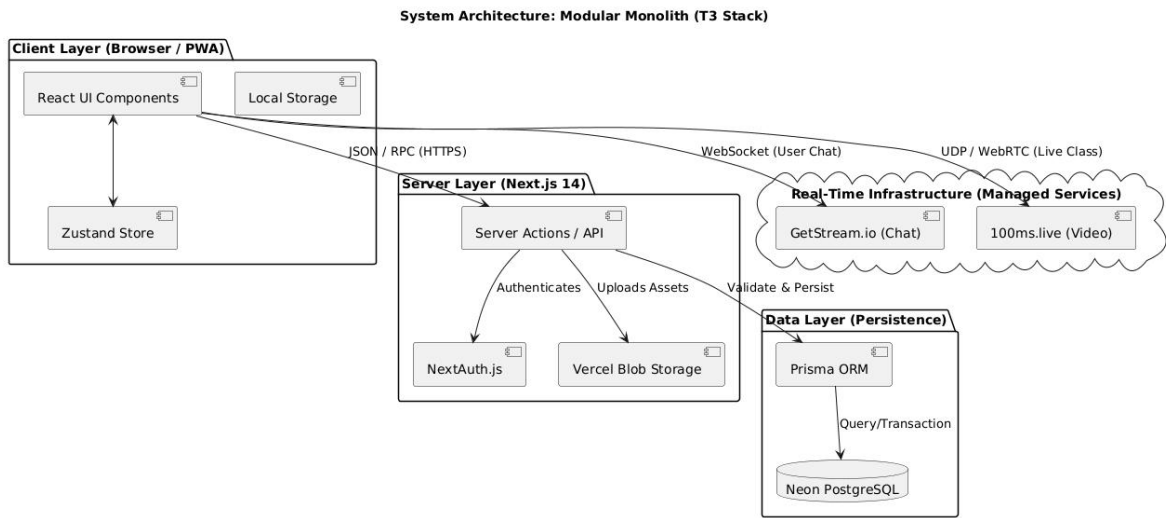 System Architecture: Modular Monolith (T3 Stack)
Client Layer (Browser / PWA)
React UI Components
Local Storage
JSON / RPC (HTTPS)
WebSocket (User Chat)
UDP / WebRTC (Live Class)
Zustand Store
Server Layer (Next.js 14)
Server Actions / API
Real-Time Infrastructure (Managed Services)
GetStream.io (Chat)
100ms.live (Video)
Authenticates
Uploads Assets
Validate & Persist
NextAuth.js
Vercel Blob Storage
Data Layer (Persistence)
Prisma ORM
Query/Transaction
Neon PostgreSQL